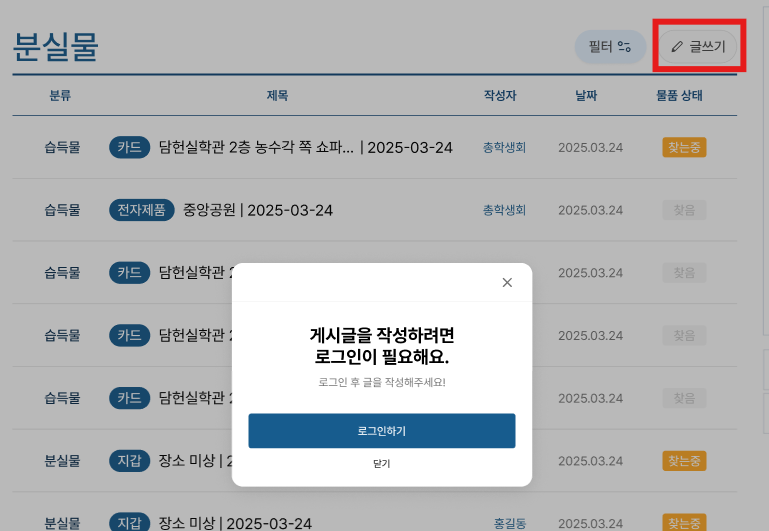 분실물
필터 글쓰기
분류 제목 작성자 날짜 물품 상태
습득물 카드 담헌실학관 2층 농수각 쪽 쇼파... | 2025-03-24 총학생회 2025.03.24 찾는중
습득물 전자제품 중앙공원 | 2025-03-24 총학생회 2025.03.24 찾음
습득물 카드 담헌실학관 2025.03.24 찾음
습득물 카드 담헌실학관 2025.03.24 찾음
습득물 카드 담헌실학관 2025.03.24 찾음
분실물 지갑 장소 미상 | 2 2025.03.24 찾는중
분실물 지갑 장소 미상 | 2025-03-24 홍길동 2025.03.24 찾는중
게시글을 작성하려면
로그인이 필요해요.
로그인 후 글을 작성해주세요!
로그인하기
닫기